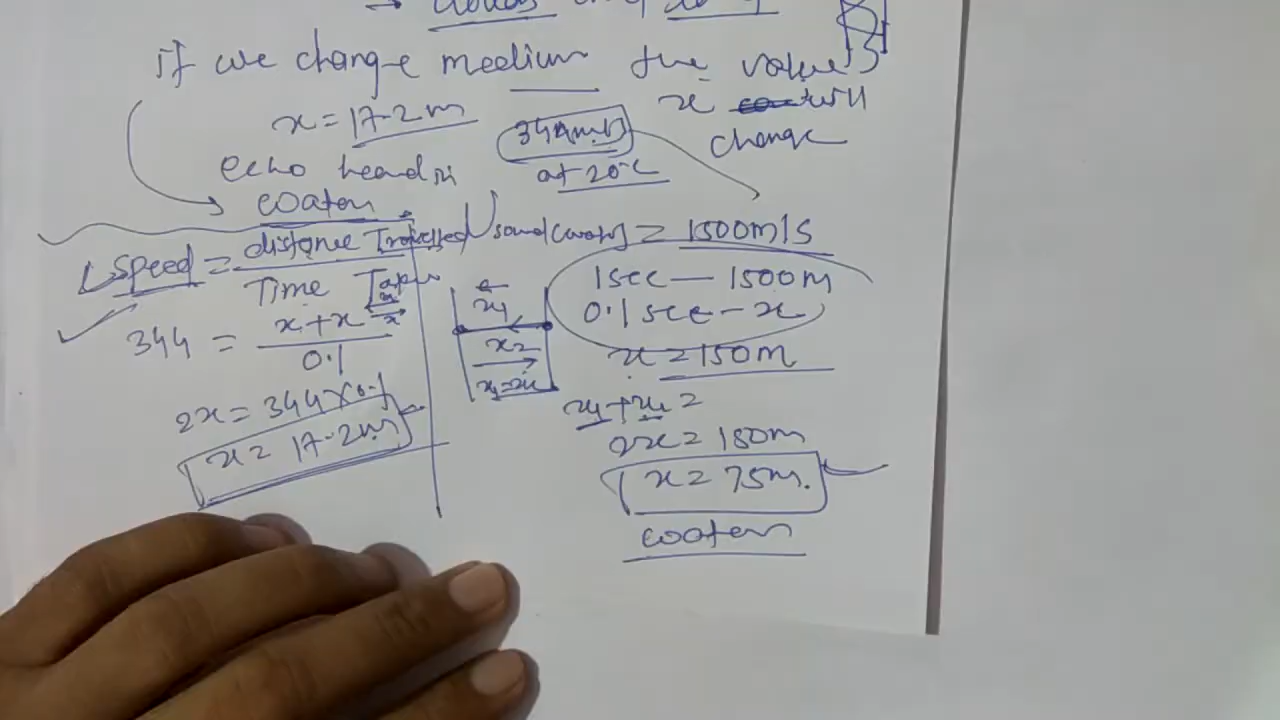 if we change medium the value
x will
change
x = 17.2m
344m/s
at 20°C
echo heard in
water
Speed = distance Travelled
Time Taken
sound(water) = 1500m/s
1sec — 1500m
0.1sec - x
x = 150m
344 = x+x
0.1
2x = 344×0.1
x = 17.2m
x1
x2
2x = 150m
x = 75m.
water